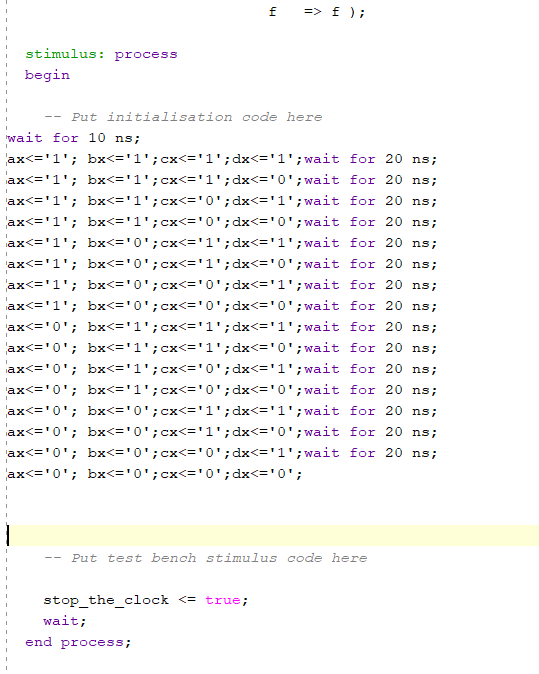 f   => f );
stimulus: process
begin
-- Put initialisation code here
wait for 10 ns;
ax<='1'; bx<='1';cx<='1';dx<='1';wait for 20 ns;
ax<='1'; bx<='1';cx<='1';dx<='0';wait for 20 ns;
ax<='1'; bx<='1';cx<='0';dx<='1';wait for 20 ns;
ax<='1'; bx<='1';cx<='0';dx<='0';wait for 20 ns;
ax<='1'; bx<='0';cx<='1';dx<='1';wait for 20 ns;
ax<='1'; bx<='0';cx<='1';dx<='0';wait for 20 ns;
ax<='1'; bx<='0';cx<='0';dx<='1';wait for 20 ns;
ax<='1'; bx<='0';cx<='0';dx<='0';wait for 20 ns;
ax<='0'; bx<='1';cx<='1';dx<='1';wait for 20 ns;
ax<='0'; bx<='1';cx<='1';dx<='0';wait for 20 ns;
ax<='0'; bx<='1';cx<='0';dx<='1';wait for 20 ns;
ax<='0'; bx<='1';cx<='0';dx<='0';wait for 20 ns;
ax<='0'; bx<='0';cx<='1';dx<='1';wait for 20 ns;
ax<='0'; bx<='0';cx<='1';dx<='0';wait for 20 ns;
ax<='0'; bx<='0';cx<='0';dx<='1';wait for 20 ns;
ax<='0'; bx<='0';cx<='0';dx<='0';
-- Put test bench stimulus code here
stop_the_clock <= true;
wait;
end process;